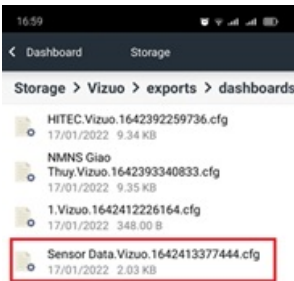 16:59
Dashboard Storage
Storage > Vizuo > exports > dashboards
HITEC.Vizuo.1642392259736.cfg
17/01/2022 9.34 KB
NMNS Giao
Thuy.Vizuo.1642393340833.cfg
17/01/2022 9.35 KB
1.Vizuo.1642412226164.cfg
17/01/2022 348.00 B
Sensor Data.Vizuo.1642413377444.cfg
17/01/2022 2.03 KB